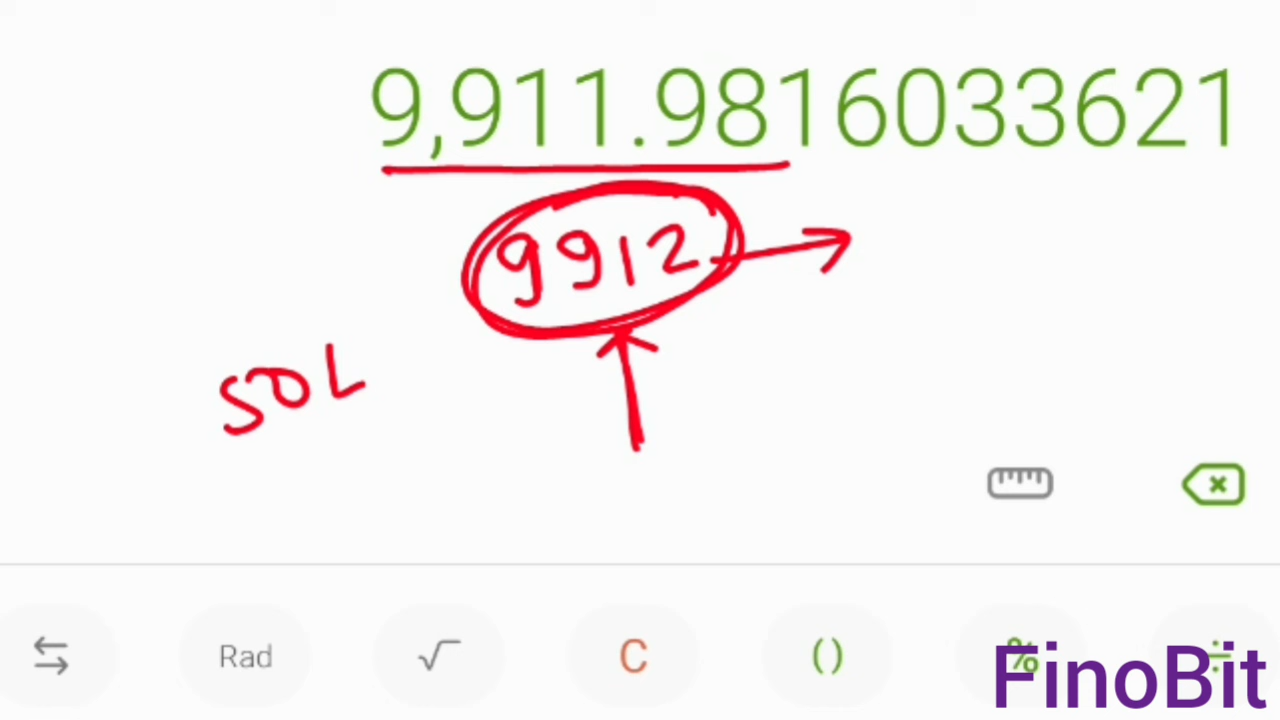 9,911.9816033621
9912
SOL
Rad √ C () % ÷
FinoBit